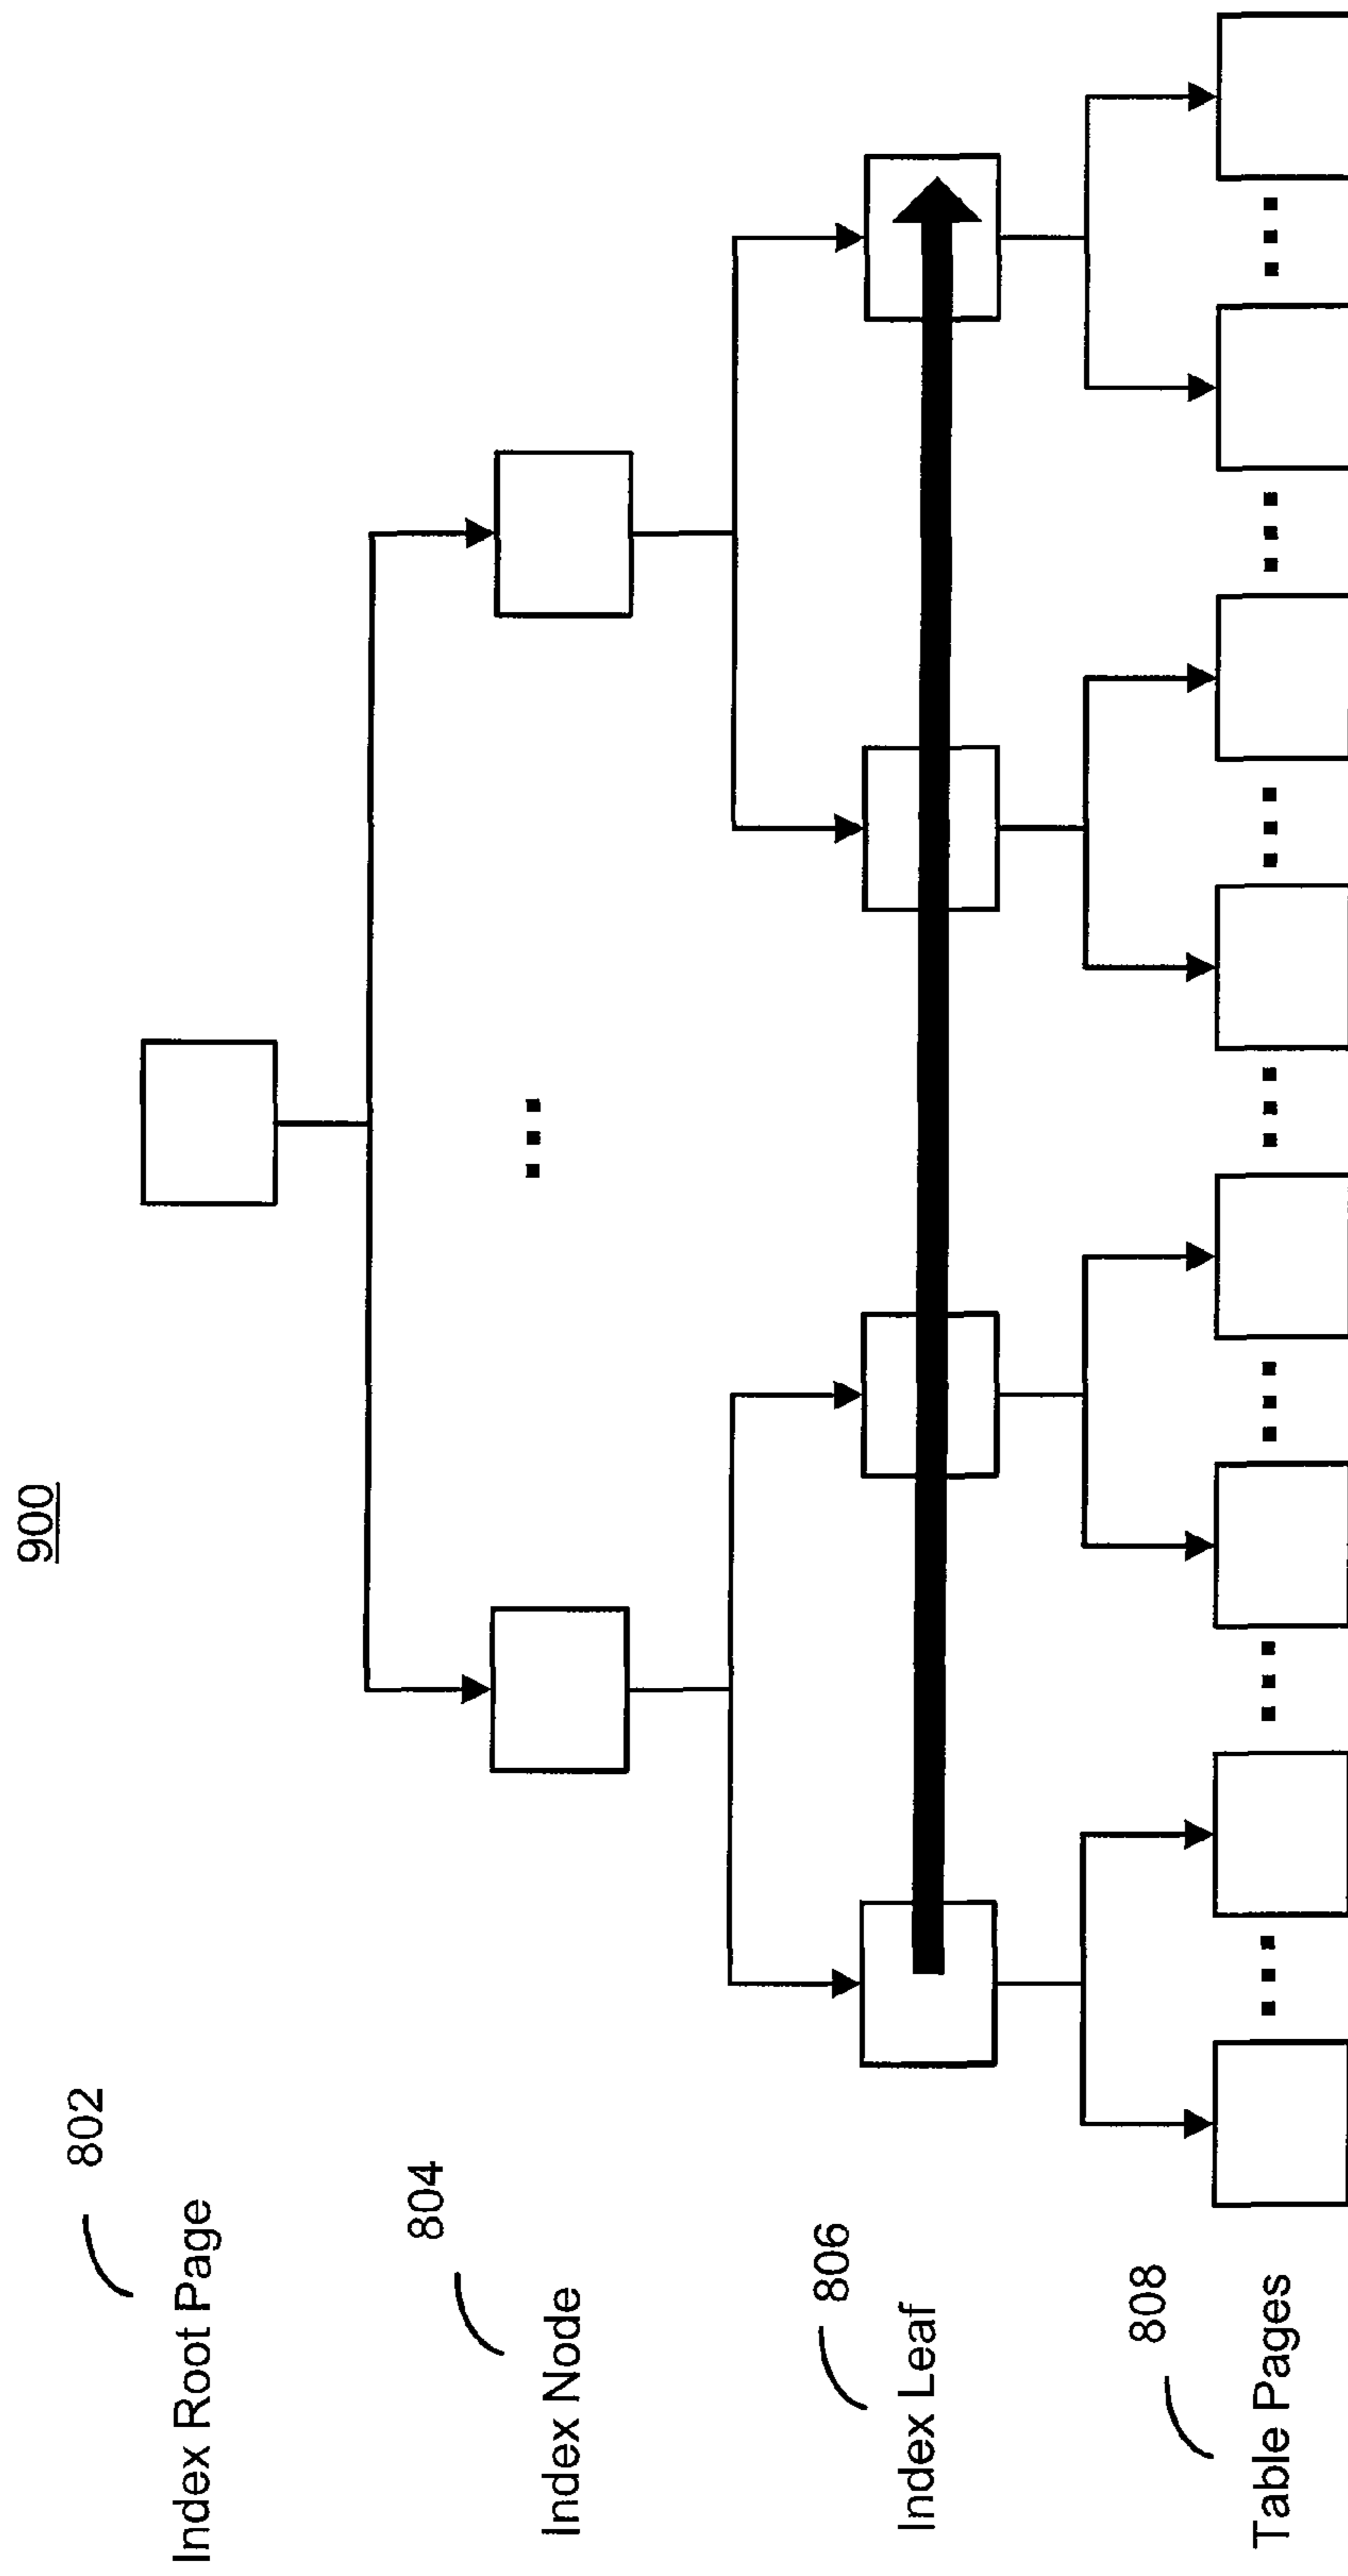 900
802
Index Root Page
804
Index Node
806
Index Leaf
808
Table Pages